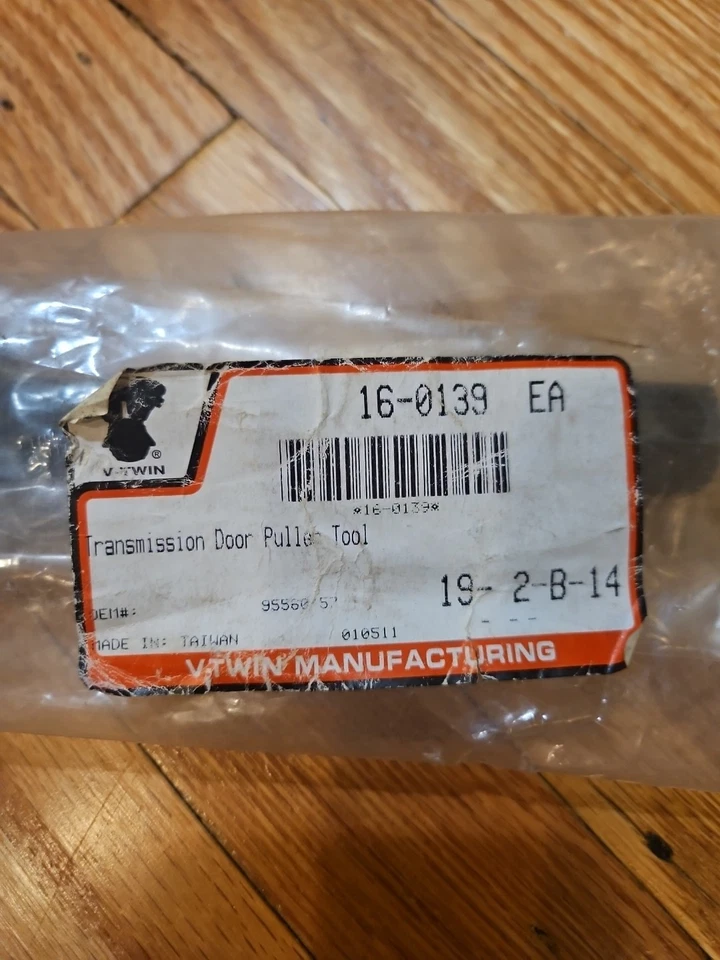 16-0139 EA
®
V-TWIN
*16-0139*
Transmission Door Puller Tool
19- 2-B-14
OEM#: 95560 57
- - -
MADE IN: TAIWAN 010511
V-TWIN MANUFACTURING